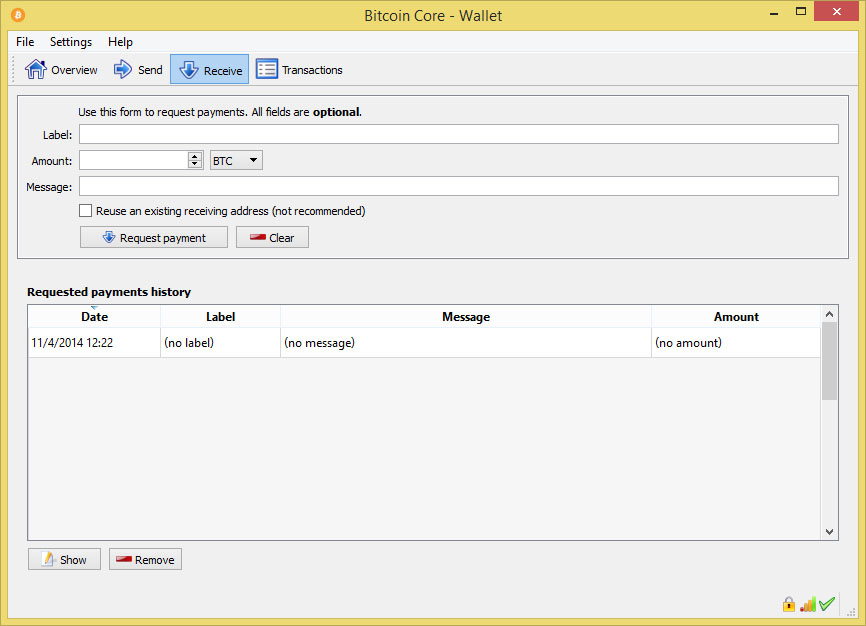 Bitcoin Core - Wallet
File Settings Help
Overview Send Receive Transactions
Use this form to request payments. All fields are optional.
Label:
Amount: BTC
Message:
Reuse an existing receiving address (not recommended)
Request payment Clear
Requested payments history
Date Label Message Amount
11/4/2014 12:22 (no label) (no message) (no amount)
Show Remove